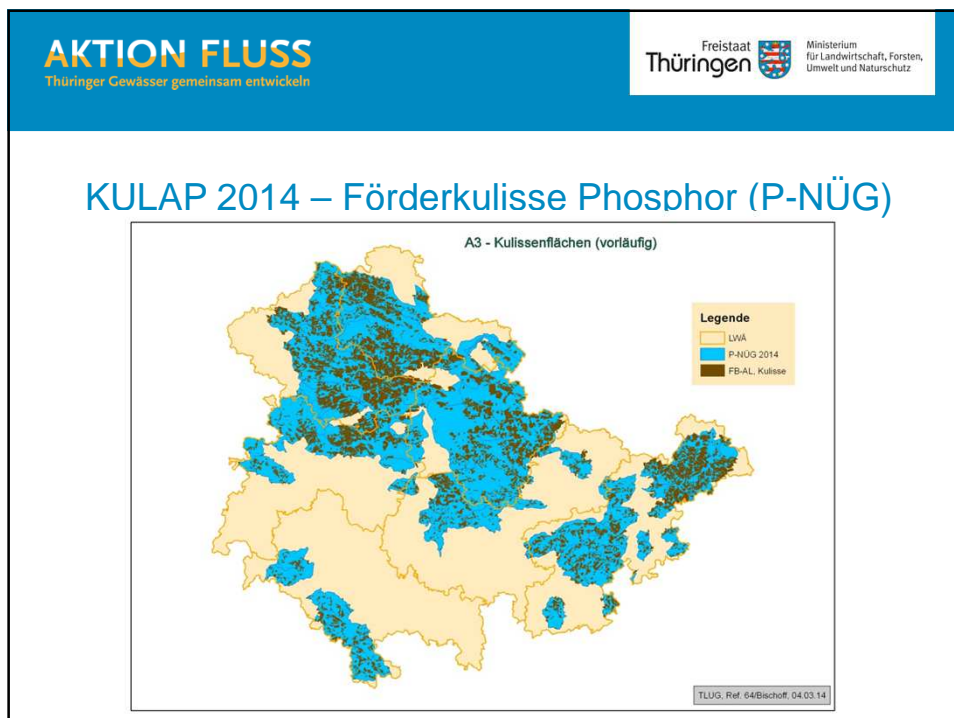 AKTION FLUSS
Thüringer Gewässer gemeinsam entwickeln
Freistaat
Thüringen
Ministerium
für Landwirtschaft, Forsten,
Umwelt und Naturschutz
KULAP 2014 – Förderkulisse Phosphor (P-NÜG)
A3 - Kulissenflächen (vorläufig)
Legende
LWÄ
P-NÜG 2014
FB-AL, Kulisse
TLUG, Ref. 64/Bischoff, 04.03.14